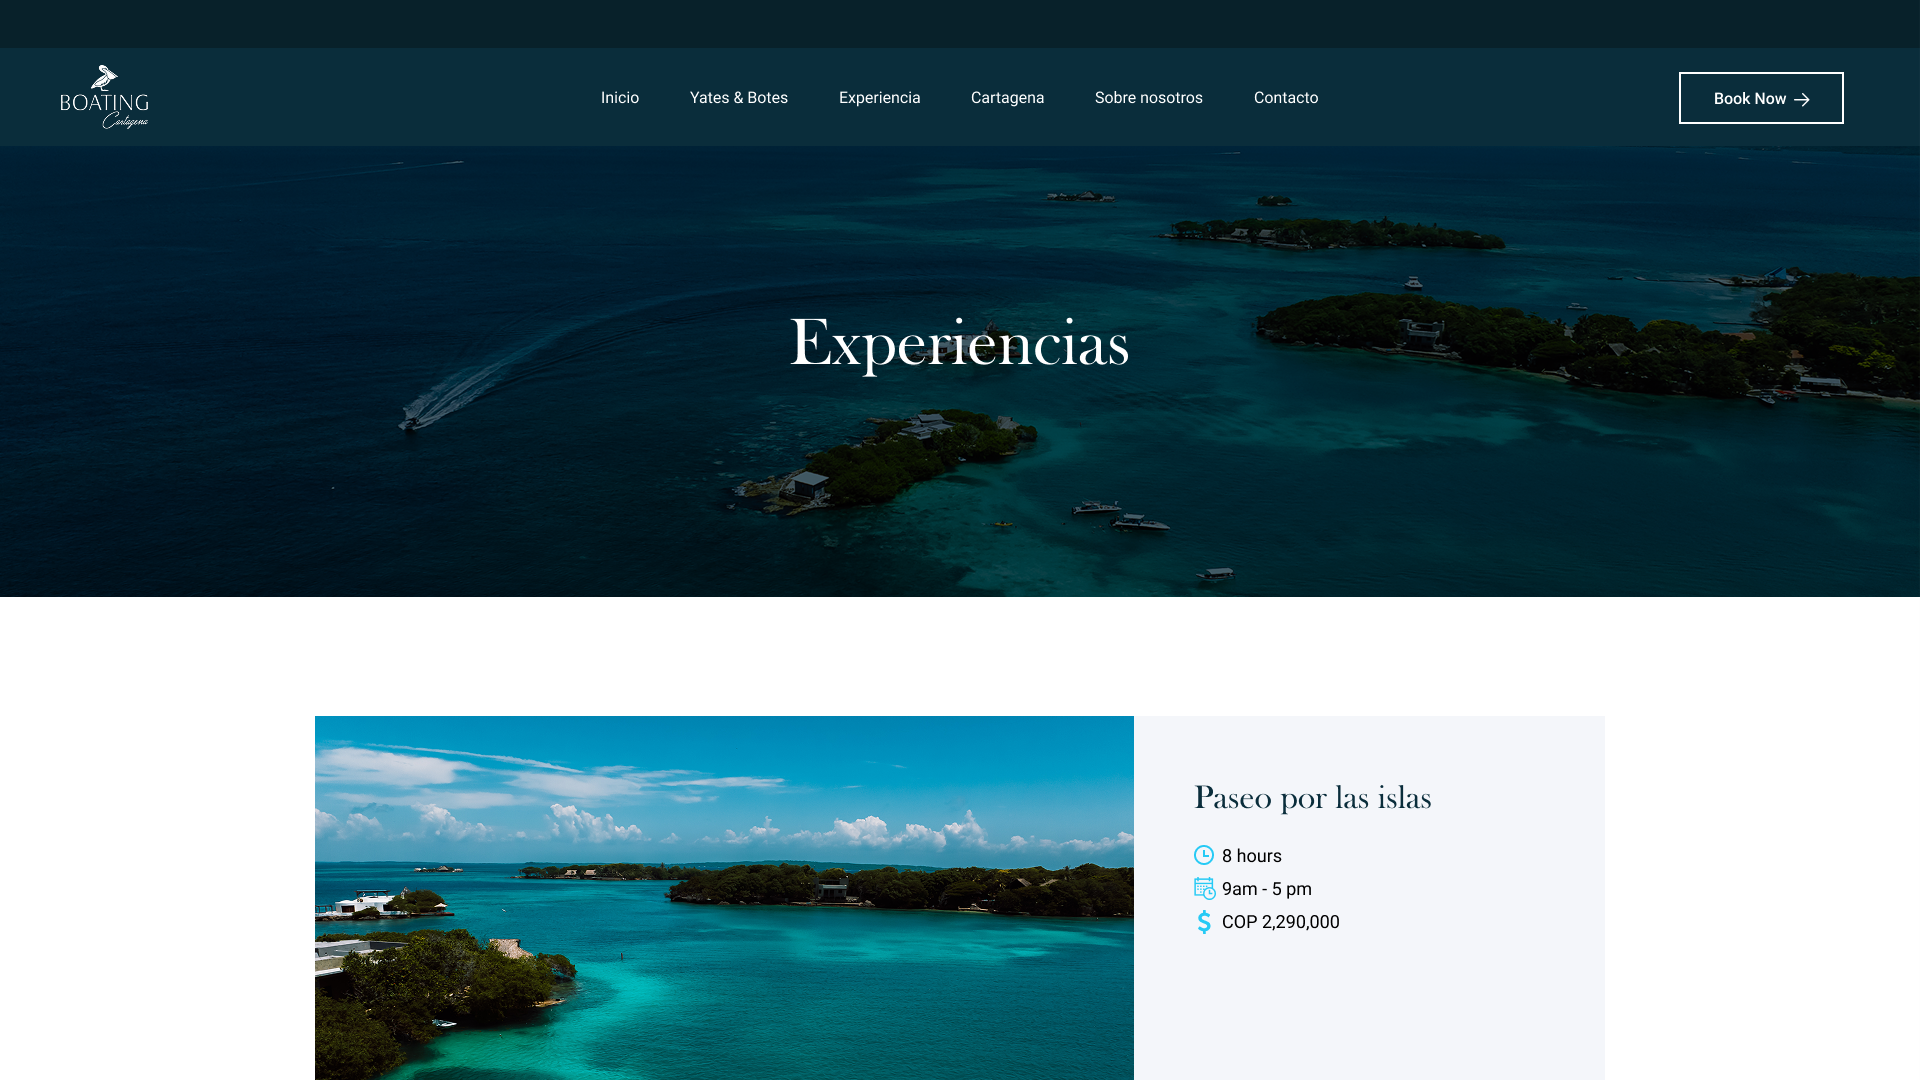 BOATING
Cartagena
Inicio
Yates & Botes
Experiencia
Cartagena
Sobre nosotros
Contacto
Book Now
Experiencias
Paseo por las islas
8 hours
9am - 5 pm
COP 2,290,000